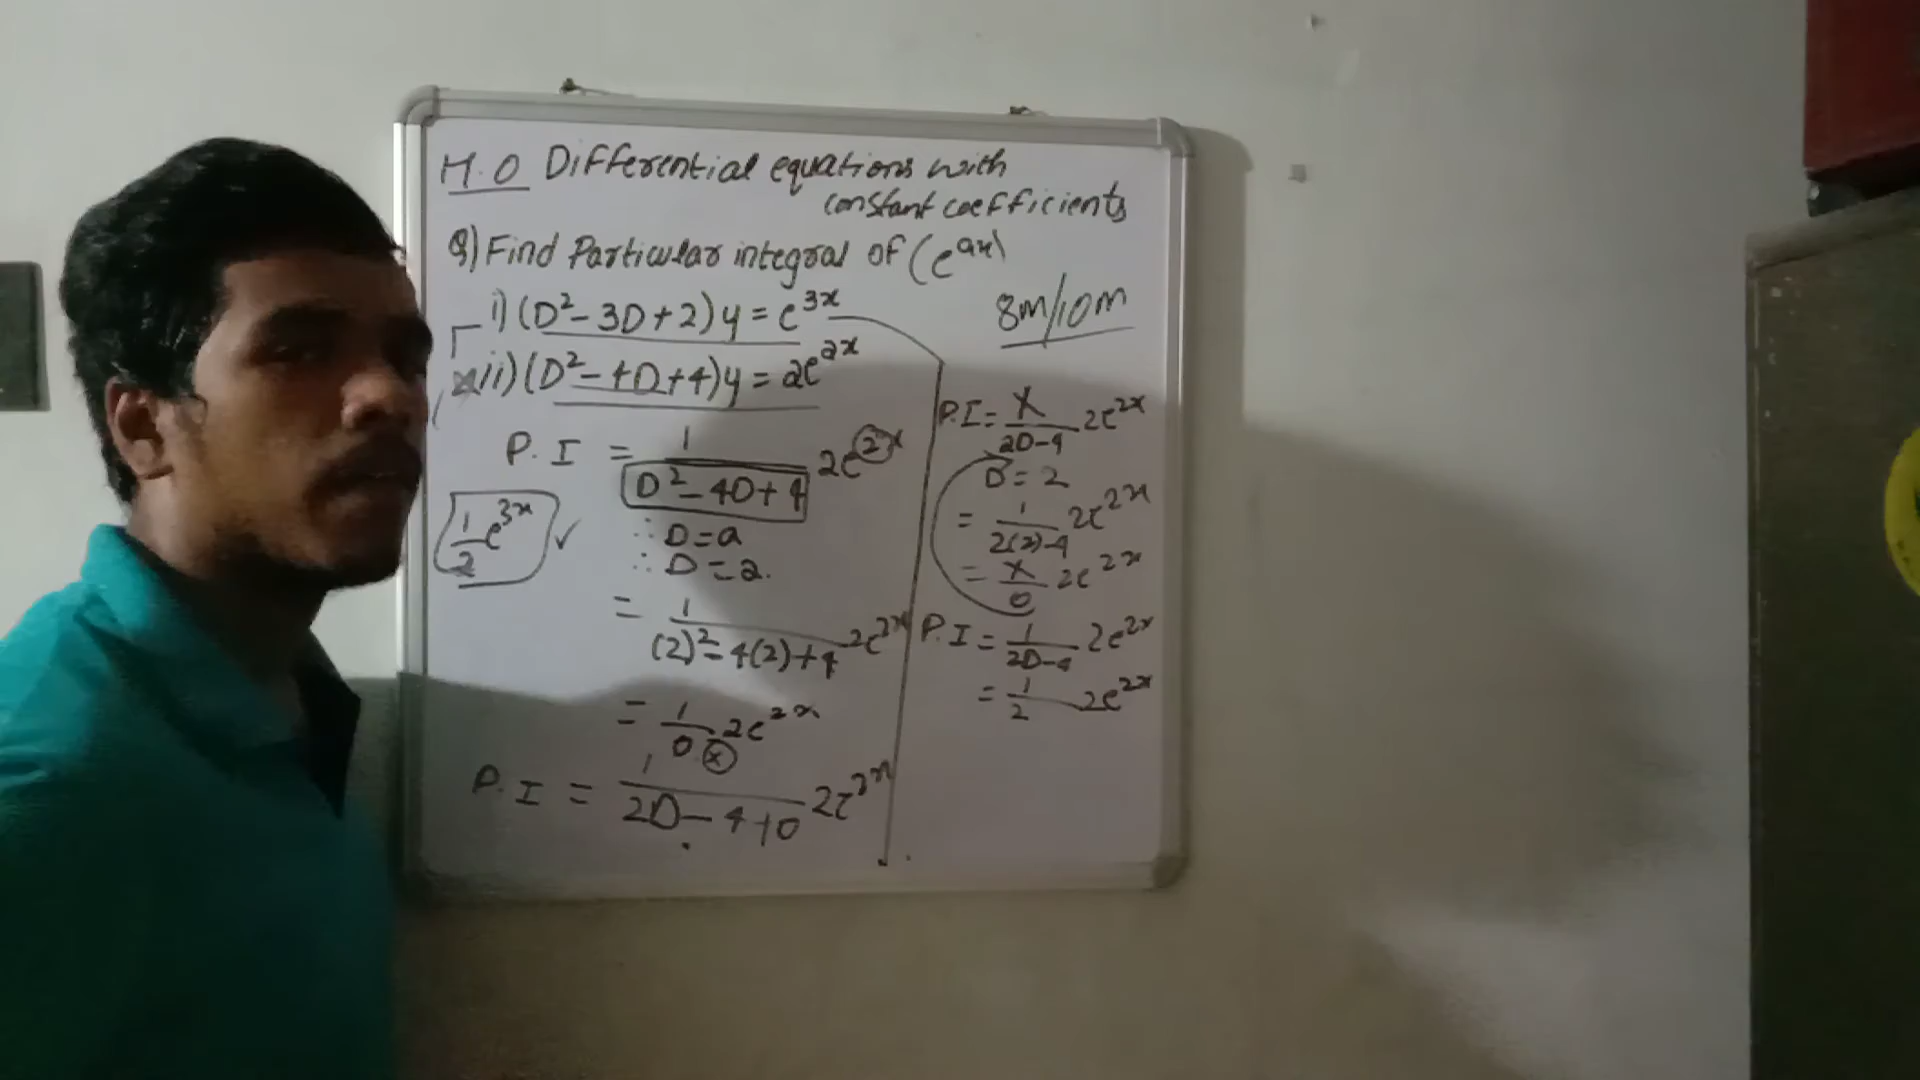 H.O Differential equations with
constant coefficients
Q) Find Particular integral of (e^ax)
i) (D²-3D+2)y = e^3x
8m/10m
ii) (D²-4D+4)y = 2e^2x
P.I = 1/(D²-4D+4) 2e^2x
1/2 e^3x ✓
∴ D=a
∴ D=2.
= 1/((2)²-4(2)+4) 2e^2x
= 1/0 2e^2x
x
P.I = 1/(2D-4+0) 2e^2x
P.I = x/(2D-4) 2e^2x
D=2
= 1/(2(2)-4) 2e^2x
= x/0 2e^2x
P.I = 1/(2D-4) 2e^2x
= 1/2 2e^2x